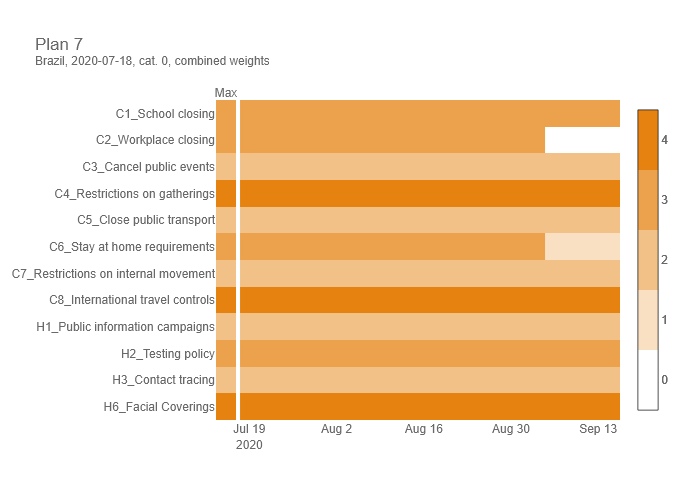 Plan 7
Brazil, 2020-07-18, cat. 0, combined weights
Max
C1_School closing
C2_Workplace closing
C3_Cancel public events
C4_Restrictions on gatherings
C5_Close public transport
C6_Stay at home requirements
C7_Restrictions on internal movement
C8_International travel controls
H1_Public information campaigns
H2_Testing policy
H3_Contact tracing
H6_Facial Coverings
Jul 19 Aug 2 Aug 16 Aug 30 Sep 13
2020
4
3
2
1
0